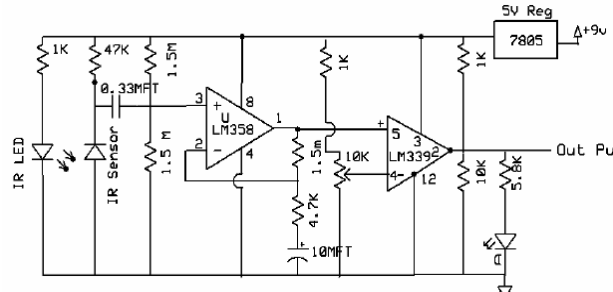 5V Reg
7805
+9v
1K
47K
1.5M
0.33MFT
1K
1K
3
+
U
LM358
8
1
2
-
4
1.5 M
1.5m
10K
+
5
3
LM339
2
4-
12
Out Pu
IR LED
IR Sensor
4.7K
10K
5.8K
+
10MFT